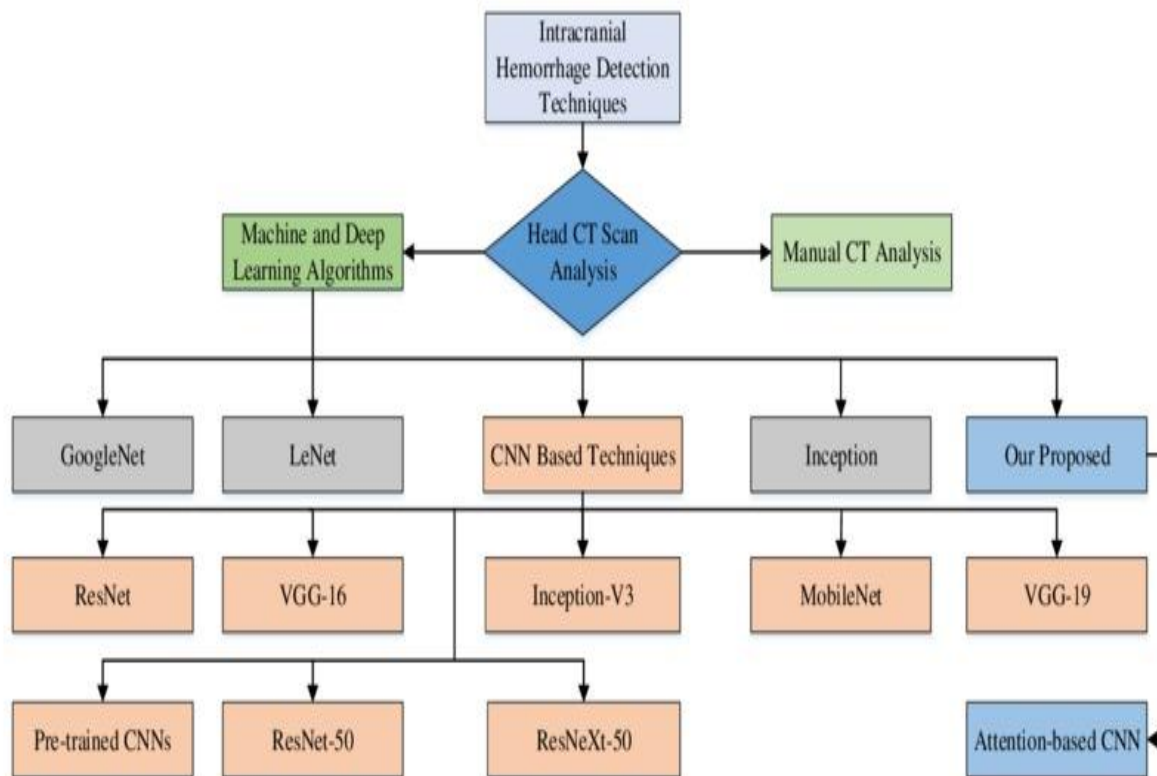 Intracranial
Hemorrhage Detection
Techniques
Machine and Deep
Learning Algorithms
Head CT Scan
Analysis
Manual CT Analysis
GoogleNet
LeNet
CNN Based Techniques
Inception
Our Proposed
ResNet
VGG-16
Inception-V3
MobileNet
VGG-19
Pre-trained CNNs
ResNet-50
ResNeXt-50
Attention-based CNN